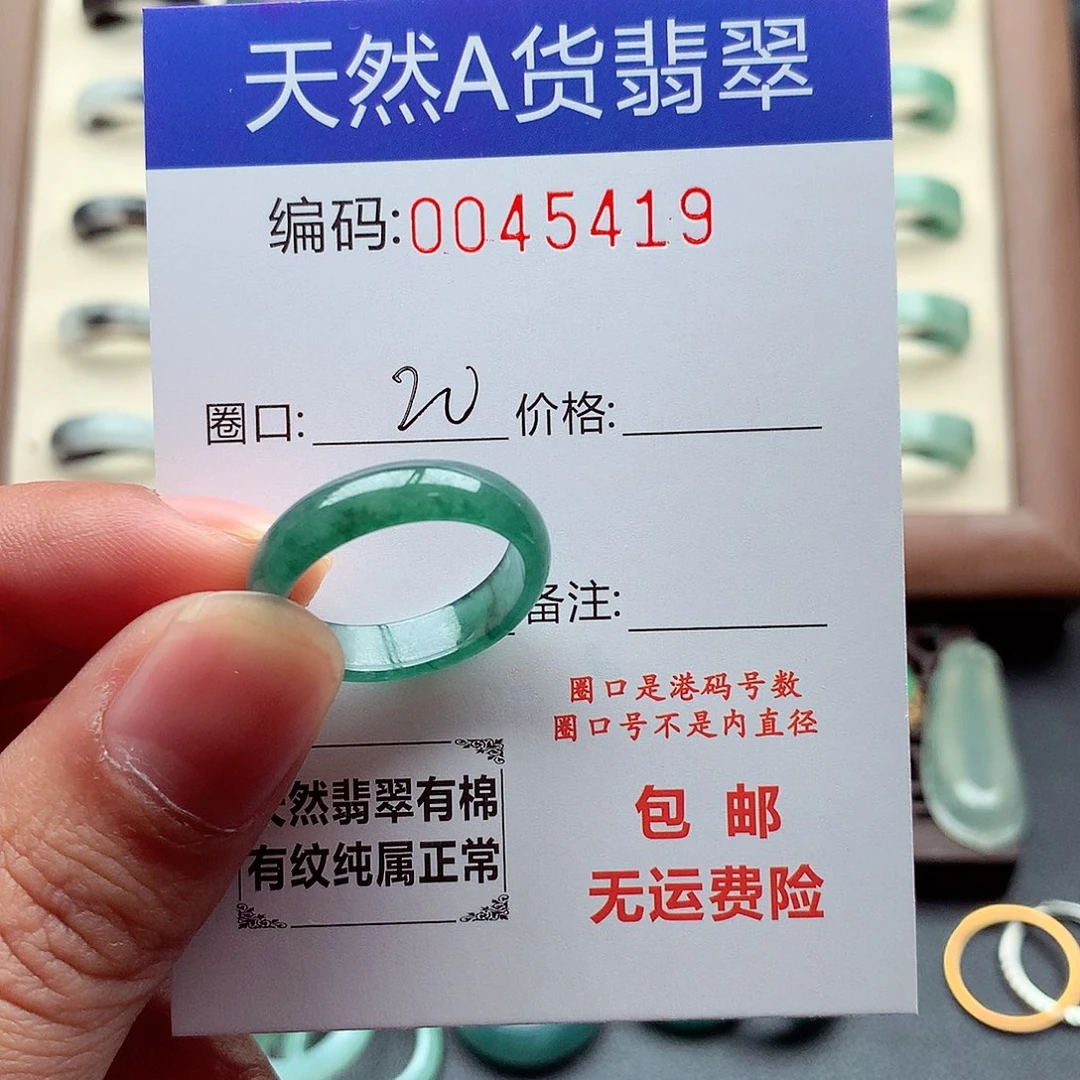 天然A货翡翠
编码:0045419
圈口: 20 价格:
备注:
圈口是港码号数
圈口号不是内直径
然翡翠有棉
有纹纯属正常
包 邮
无运费险